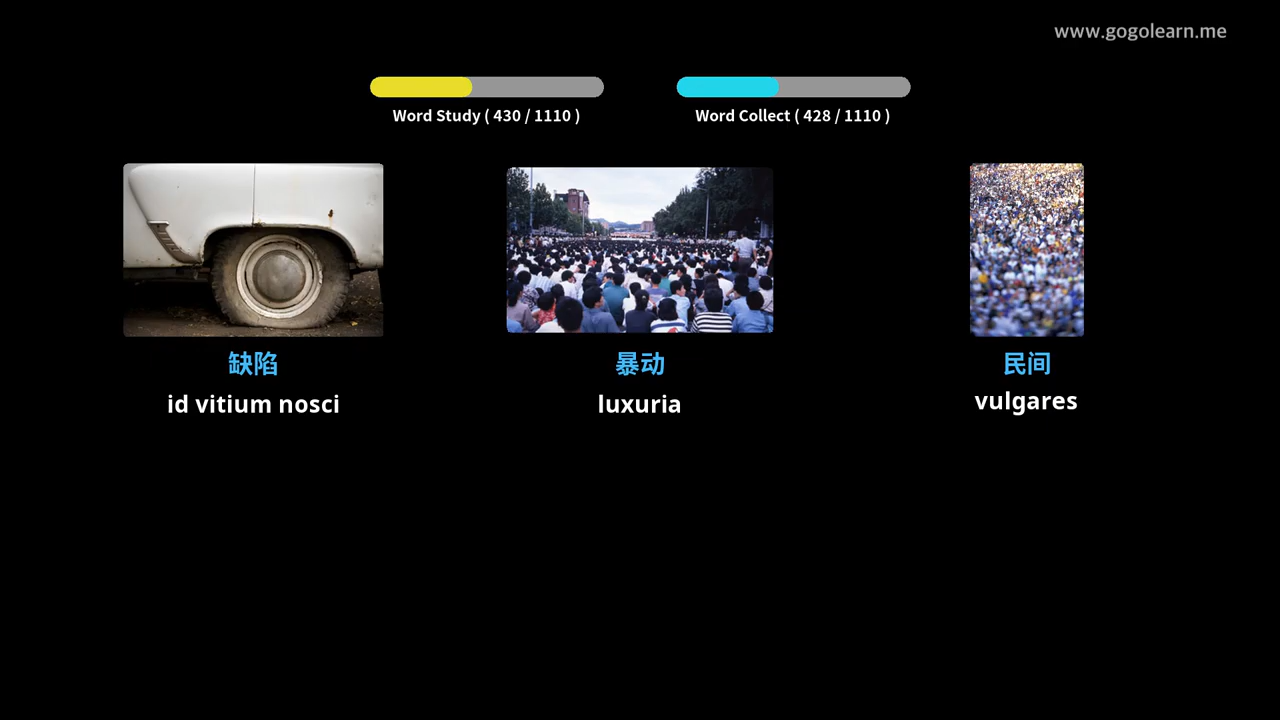 www.gogolearn.me
Word Study ( 430 / 1110 )
Word Collect ( 428 / 1110 )
缺陷
暴动
民间
id vitium nosci
luxuria
vulgares